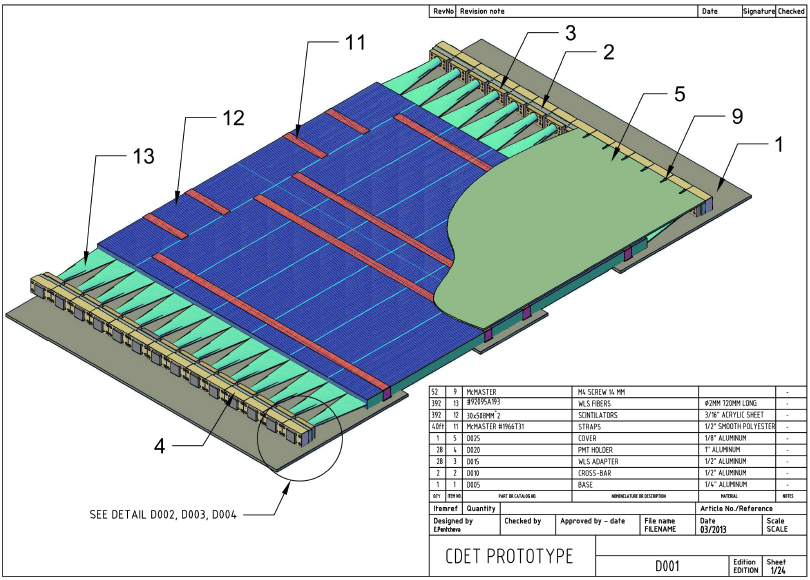 RevNo Revision note Date Signature Checked
11
3
2
12
5
9
13
1
4
SEE DETAIL D002, D003, D004
52 9 McMASTER M4 SCREW 14 MM -
392 13 #92095A193 WLS FIBERS Ø2MM 720MM LONG -
392 12 30x508MM^2 SCINTILATORS 3/16" ACRYLIC SHEET -
40ft 11 McMASTER #1966T31 STRAPS 1/2" SMOOTH POLYESTER -
1 5 D025 COVER 1/8" ALUMINUM -
28 4 D020 PMT HOLDER 1" ALUMINUM -
28 3 D015 WLS ADAPTER 1/2" ALUMINUM -
2 2 D010 CROSS-BAR 1/2" ALUMINUM -
1 1 D005 BASE 1/4" ALUMINUM -
QTY ITEM NO. PART OR CATALOG NO. NOMENCLATURE OR DESCRIPTION MATERIAL NOTES
Itemref Quantity Article No./Reference
Designed by Checked by Approved by - date File name Date Scale
E.Pentcheva FILENAME 03/2013 SCALE
CDET PROTOTYPE
D001
Edition Sheet
EDITION 1/24